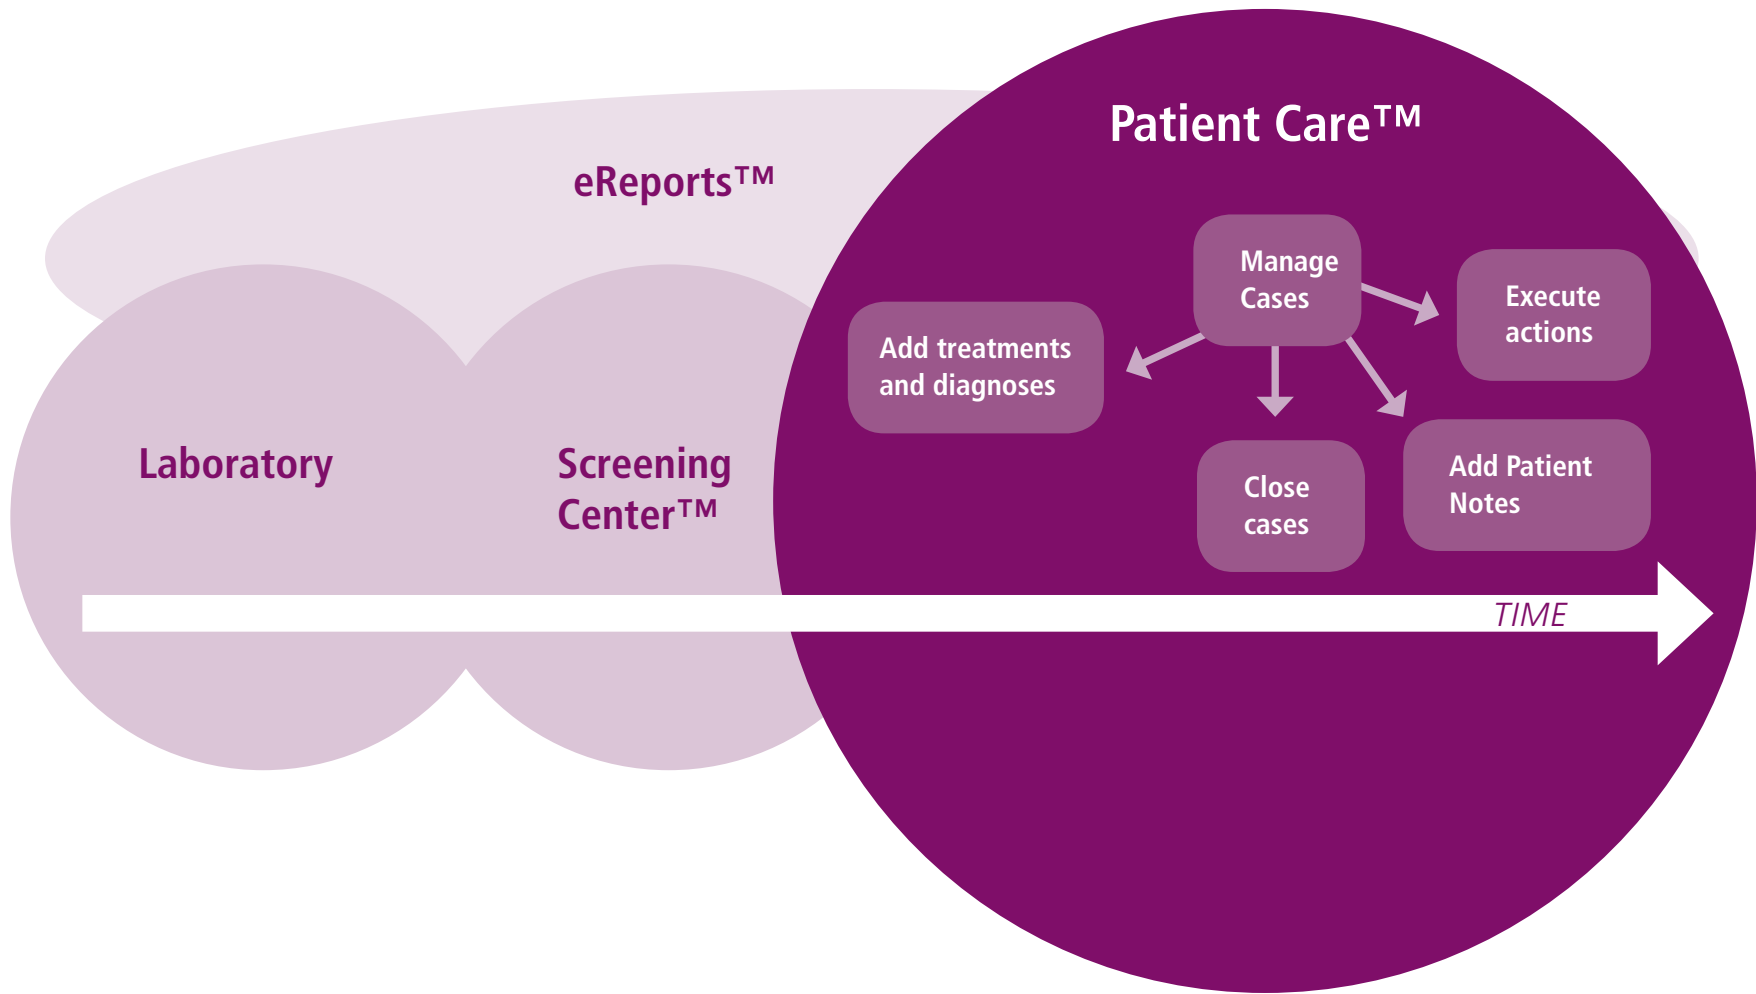 Patient Care™
eReports™
Manage
Cases
Execute
actions
Add treatments
and diagnoses
Laboratory
Screening
Center™
Close
cases
Add Patient
Notes
TIME